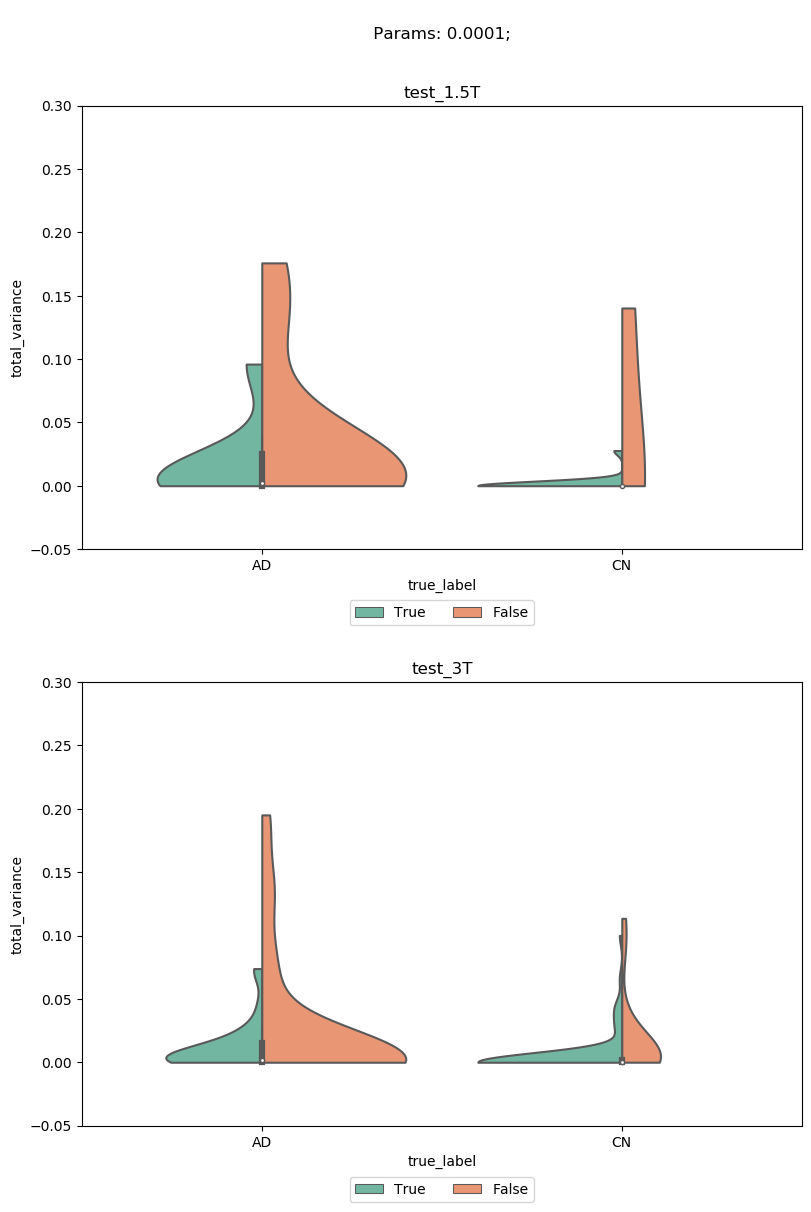 Params: 0.0001;
test_1.5T
0.30
0.25
0.20
0.15
0.10
0.05
0.00
−0.05
total_variance
AD CN
true_label
True False
test_3T
0.30
0.25
0.20
0.15
0.10
0.05
0.00
−0.05
total_variance
AD CN
true_label
True False